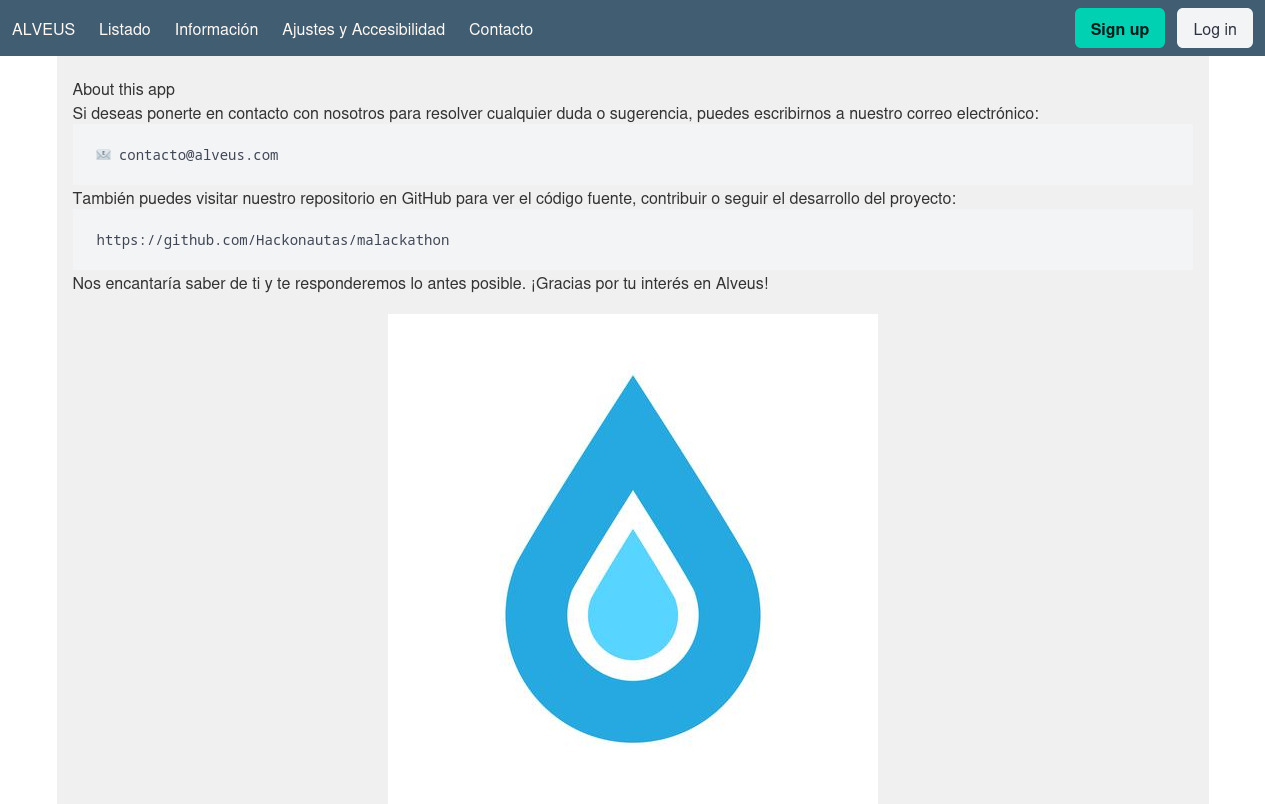 ALVEUS Listado Información Ajustes y Accesibilidad Contacto Sign up Log in
About this app
Si deseas ponerte en contacto con nosotros para resolver cualquier duda o sugerencia, puedes escribirnos a nuestro correo electrónico:
contacto@alveus.com
También puedes visitar nuestro repositorio en GitHub para ver el código fuente, contribuir o seguir el desarrollo del proyecto:
https://github.com/Hackonautas/malackathon
Nos encantaría saber de ti y te responderemos lo antes posible. ¡Gracias por tu interés en Alveus!